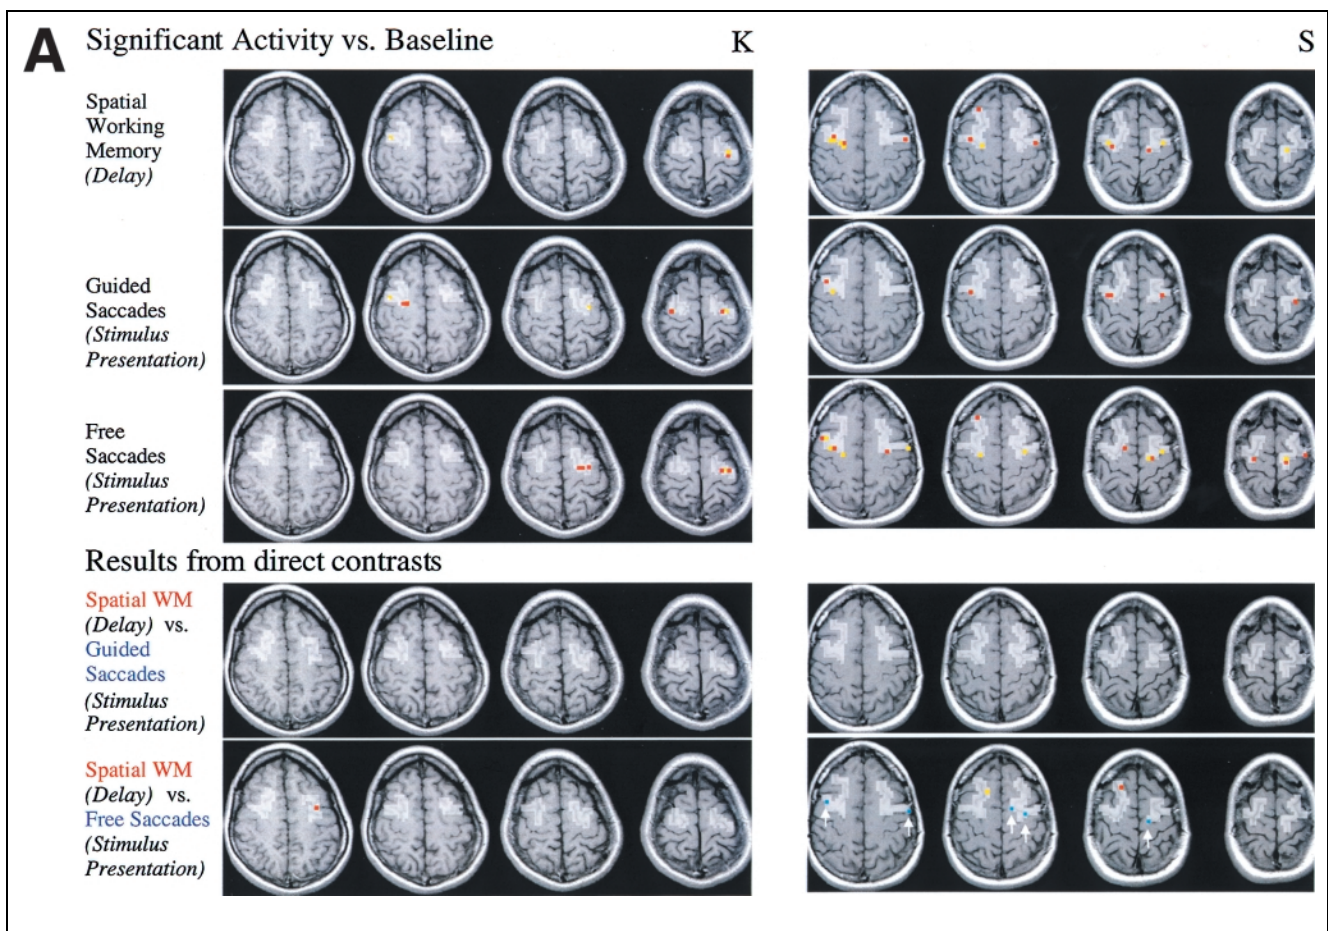 A
Significant Activity vs. Baseline
K
S
Spatial
Working
Memory
(Delay)
Guided
Saccades
(Stimulus
Presentation)
Free
Saccades
(Stimulus
Presentation)
Results from direct contrasts
Spatial WM
(Delay) vs.
Guided
Saccades
(Stimulus
Presentation)
Spatial WM
(Delay) vs.
Free Saccades
(Stimulus
Presentation)